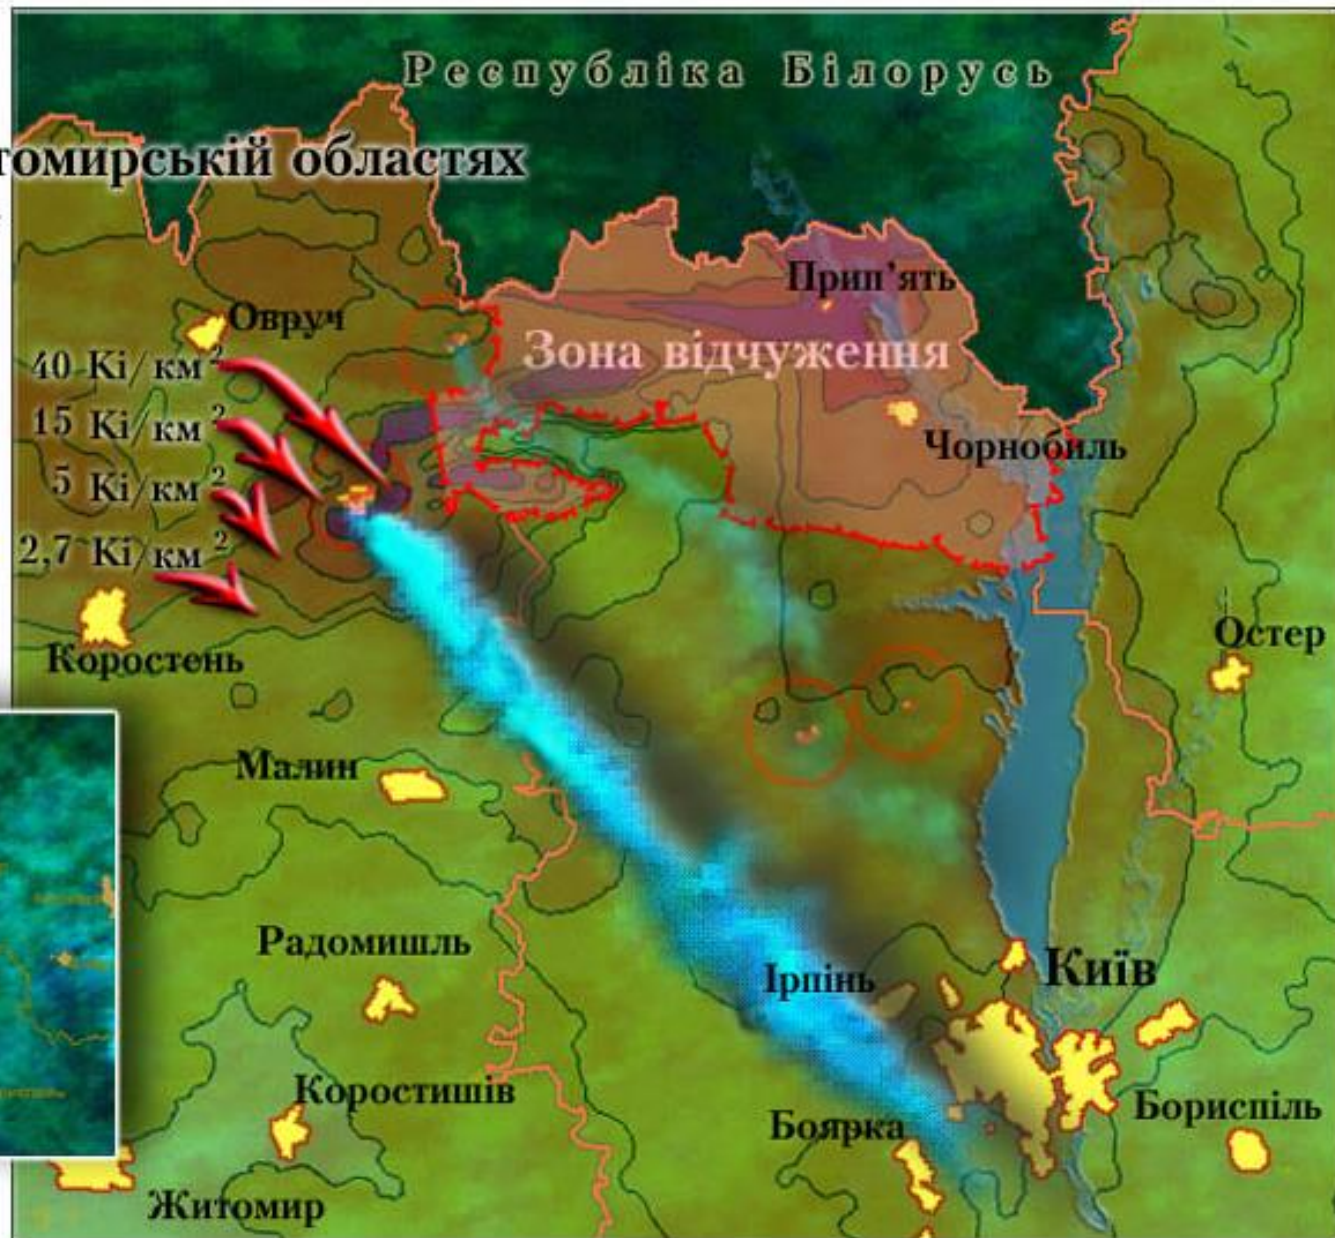 Республіка Білорусь
томирській областях
Прип'ять
Овруч
Зона відчуження
40 Кі/км²
15 Кі/км²
Чорнобиль
5 Кі/км²
2,7 Кі/км²
Остер
Коростень
Малин
Радомишль
Київ
Ірпінь
Коростишів
Бориспіль
Боярка
Житомир